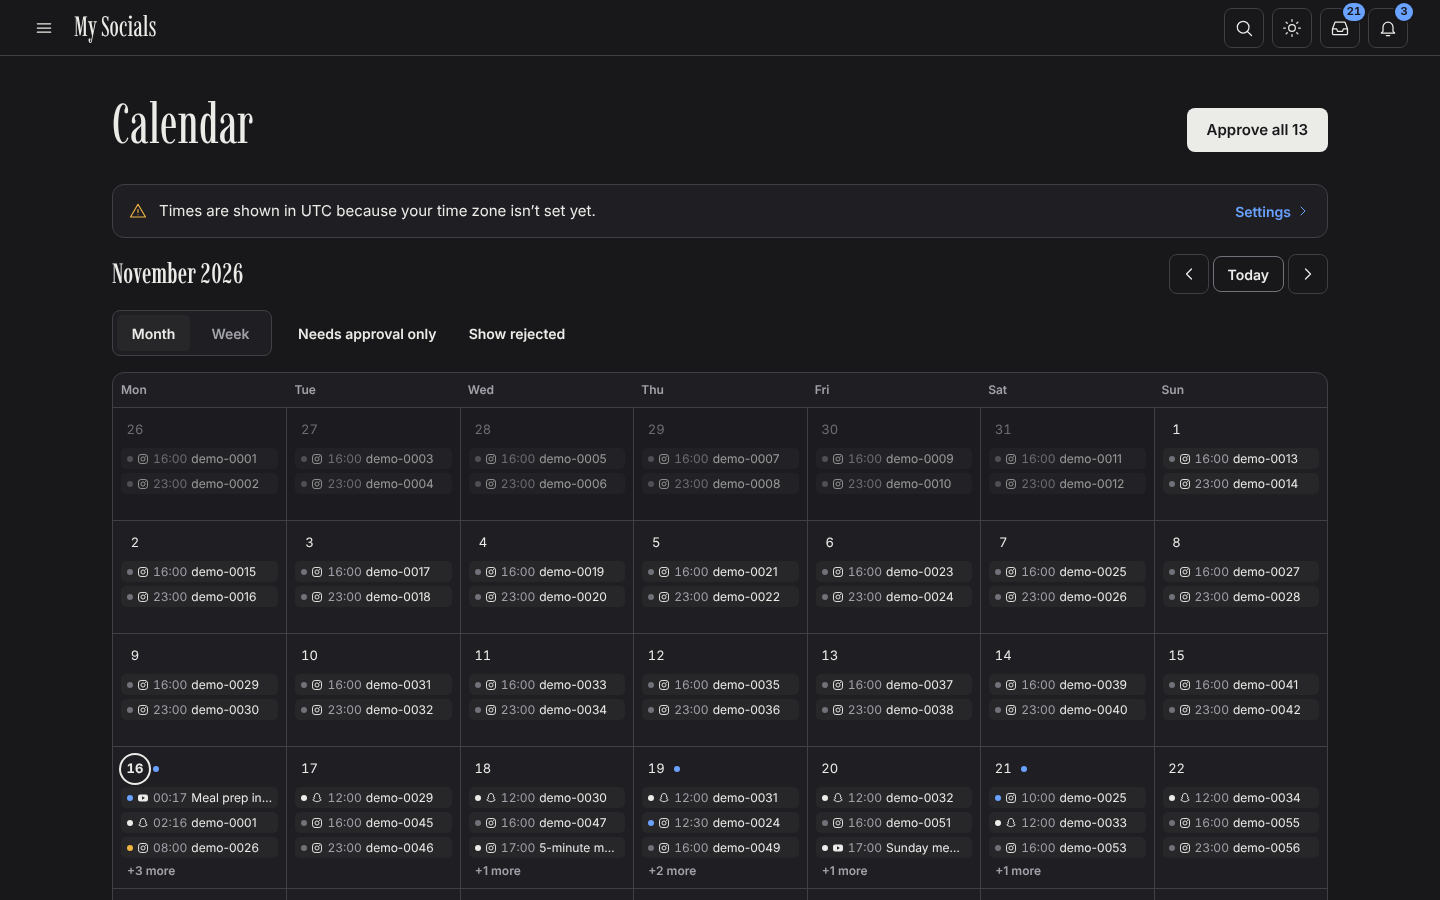 My Socials
21
3
Calendar
Approve all 13
Times are shown in UTC because your time zone isn't set yet.
Settings
November 2026
Today
Month Week Needs approval only Show rejected
Mon Tue Wed Thu Fri Sat Sun
26 27 28 29 30 31 1
16:00 demo-0001 16:00 demo-0003 16:00 demo-0005 16:00 demo-0007 16:00 demo-0009 16:00 demo-0011 16:00 demo-0013
23:00 demo-0002 23:00 demo-0004 23:00 demo-0006 23:00 demo-0008 23:00 demo-0010 23:00 demo-0012 23:00 demo-0014
2 3 4 5 6 7 8
16:00 demo-0015 16:00 demo-0017 16:00 demo-0019 16:00 demo-0021 16:00 demo-0023 16:00 demo-0025 16:00 demo-0027
23:00 demo-0016 23:00 demo-0018 23:00 demo-0020 23:00 demo-0022 23:00 demo-0024 23:00 demo-0026 23:00 demo-0028
9 10 11 12 13 14 15
16:00 demo-0029 16:00 demo-0031 16:00 demo-0033 16:00 demo-0035 16:00 demo-0037 16:00 demo-0039 16:00 demo-0041
23:00 demo-0030 23:00 demo-0032 23:00 demo-0034 23:00 demo-0036 23:00 demo-0038 23:00 demo-0040 23:00 demo-0042
16 17 18 19 20 21 22
00:17 Meal prep in... 12:00 demo-0029 12:00 demo-0030 12:00 demo-0031 12:00 demo-0032 10:00 demo-0025 12:00 demo-0034
02:16 demo-0001 16:00 demo-0045 16:00 demo-0047 12:30 demo-0024 16:00 demo-0051 12:00 demo-0033 16:00 demo-0055
08:00 demo-0026 23:00 demo-0046 17:00 5-minute m... 16:00 demo-0049 17:00 Sunday me... 16:00 demo-0053 23:00 demo-0056
+3 more +1 more +2 more +1 more +1 more